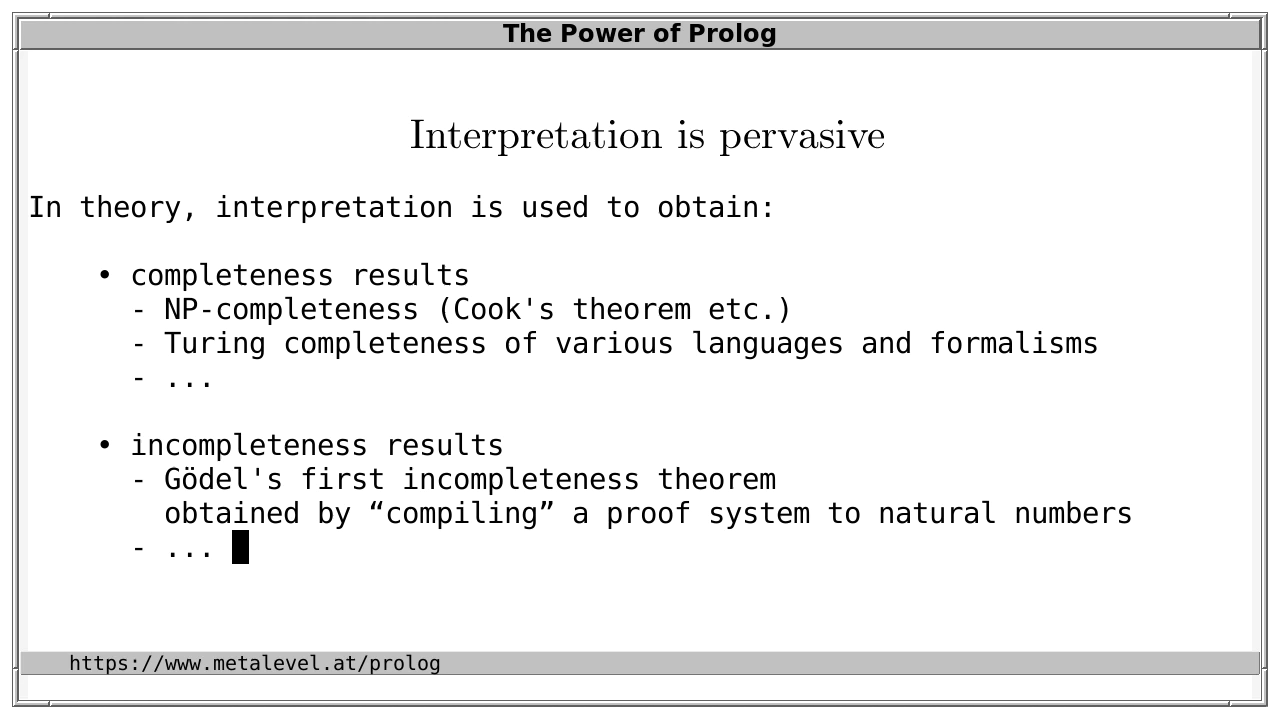 The Power of Prolog
Interpretation is pervasive
In theory, interpretation is used to obtain:
• completeness results
- NP-completeness (Cook's theorem etc.)
- Turing completeness of various languages and formalisms
- ...
• incompleteness results
- Gödel's first incompleteness theorem
obtained by “compiling” a proof system to natural numbers
- ...
https://www.metalevel.at/prolog